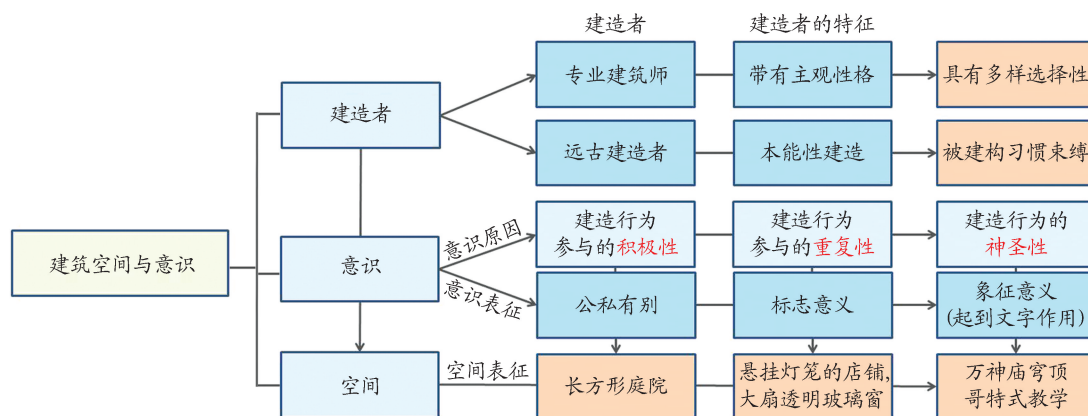 建造者
建造者的特征
专业建筑师
带有主观性格
具有多样选择性
建造者
远古建造者
本能性建造
被建构习惯束缚
建筑空间与意识
意识
意识原因
意识表征
建造行为
参与的积极性
建造行为
参与的重复性
建造行为的
神圣性
公私有别
标志意义
象征意义
(起到文字作用)
空间
空间表征
长方形庭院
悬挂灯笼的店铺,
大扇透明玻璃窗
万神庙穹顶
哥特式教学